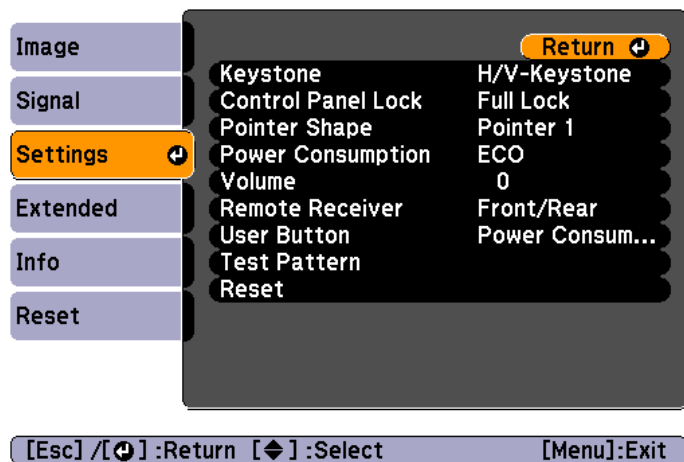 Image
Signal
Settings
Extended
Info
Reset
Return
Keystone H/V-Keystone
Control Panel Lock Full Lock
Pointer Shape Pointer 1
Power Consumption ECO
Volume 0
Remote Receiver Front/Rear
User Button Power Consum...
Test Pattern
Reset
[Esc] /[ ] :Return [ ] :Select [Menu]:Exit